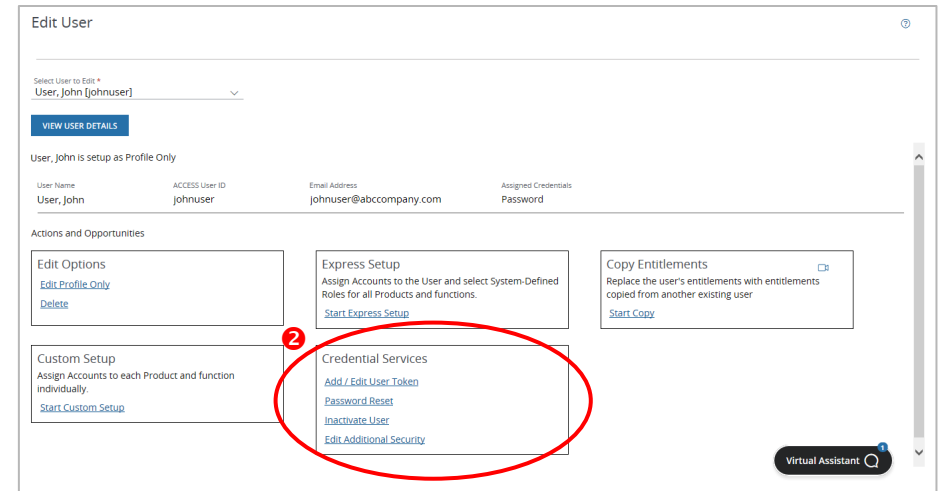 Edit User
?
Select User to Edit *
User, John [johnuser]
VIEW USER DETAILS
User, John is setup as Profile Only
User Name
ACCESS User ID
Email Address
Assigned Credentials
User, John
johnuser
johnuser@abccompany.com
Password
Actions and Opportunities
Edit Options
Edit Profile Only
Delete
Express Setup
Assign Accounts to the User and select System-Defined
Roles for all Products and functions.
Start Express Setup
Copy Entitlements
Replace the user's entitlements with entitlements
copied from another existing user
Start Copy
2
Custom Setup
Assign Accounts to each Product and function
individually.
Start Custom Setup
Credential Services
Add / Edit User Token
Password Reset
Inactivate User
Edit Additional Security
Virtual Assistant
1